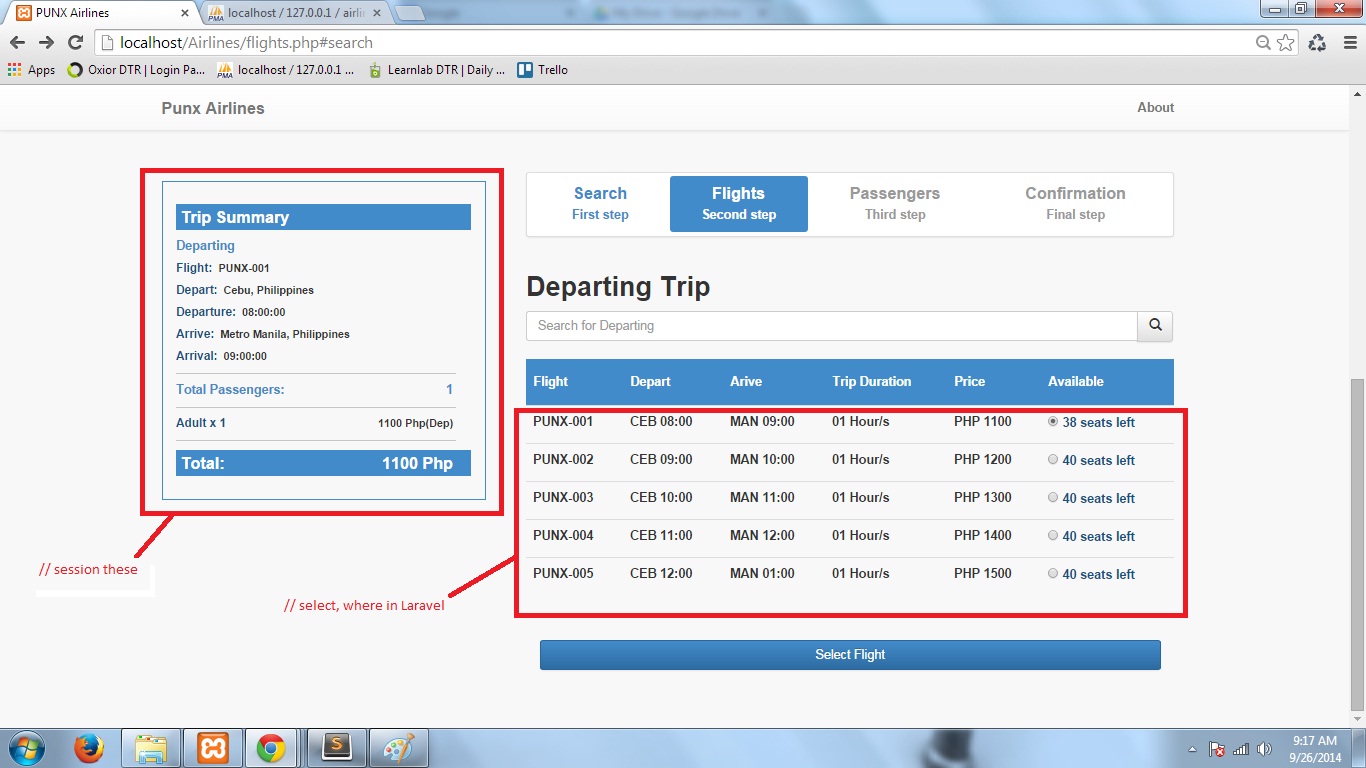 PUNX Airlines
localhost / 127.0.0.1 / airlin
localhost/Airlines/flights.php#search
Apps
Oxior DTR | Login Pa...
localhost / 127.0.0.1 ...
Learnlab DTR | Daily ...
Trello
Punx Airlines
About
Trip Summary
Departing
Flight: PUNX-001
Depart: Cebu, Philippines
Departure: 08:00:00
Arrive: Metro Manila, Philippines
Arrival: 09:00:00
Total Passengers: 1
Adult x 1 1100 Php(Dep)
Total: 1100 Php
// session these
Search Flights Passengers Confirmation
First step Second step Third step Final step
Departing Trip
Search for Departing
Flight Depart Arive Trip Duration Price Available
PUNX-001 CEB 08:00 MAN 09:00 01 Hour/s PHP 1100 38 seats left
PUNX-002 CEB 09:00 MAN 10:00 01 Hour/s PHP 1200 40 seats left
PUNX-003 CEB 10:00 MAN 11:00 01 Hour/s PHP 1300 40 seats left
PUNX-004 CEB 11:00 MAN 12:00 01 Hour/s PHP 1400 40 seats left
PUNX-005 CEB 12:00 MAN 01:00 01 Hour/s PHP 1500 40 seats left
// select, where in Laravel
Select Flight
9:17 AM
9/26/2014